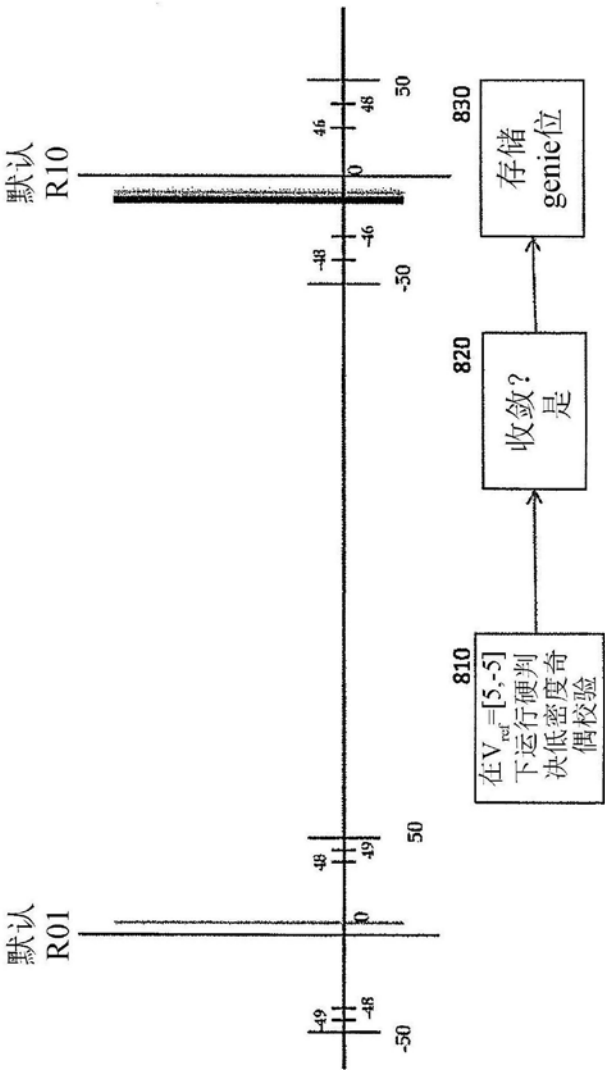 默认
R01
默认
R10
-49
48
-48
46
-48
0
49
-46
0
48
-50
50
-50
50
810
在Vref=[5,-5]
下运行硬判
决低密度奇
偶校验
820
收敛?
是
830
存储
genie位